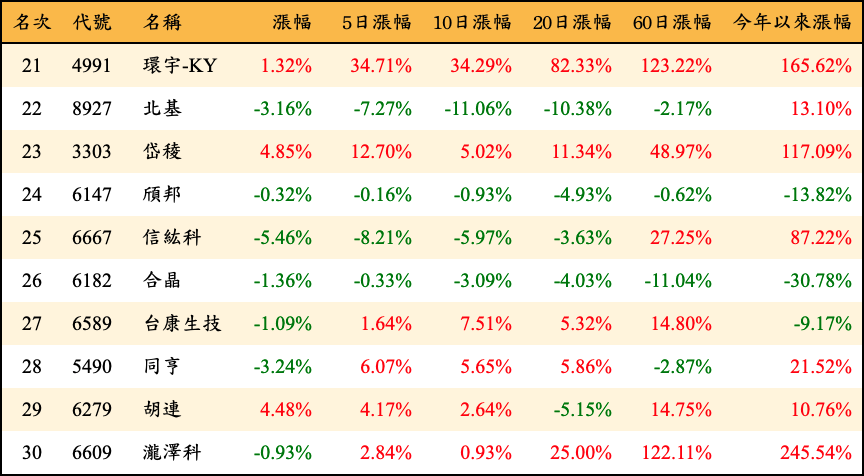 名次 代號 名稱 漲幅 5日漲幅 10日漲幅 20日漲幅 60日漲幅 今年以來漲幅
21 4991 環宇-KY 1.32% 34.71% 34.29% 82.33% 123.22% 165.62%
22 8927 北基 -3.16% -7.27% -11.06% -10.38% -2.17% 13.10%
23 3303 岱稜 4.85% 12.70% 5.02% 11.34% 48.97% 117.09%
24 6147 頎邦 -0.32% -0.16% -0.93% -4.93% -0.62% -13.82%
25 6667 信紘科 -5.46% -8.21% -5.97% -3.63% 27.25% 87.22%
26 6182 合晶 -1.36% -0.33% -3.09% -4.03% -11.04% -30.78%
27 6589 台康生技 -1.09% 1.64% 7.51% 5.32% 14.80% -9.17%
28 5490 同亨 -3.24% 6.07% 5.65% 5.86% -2.87% 21.52%
29 6279 胡連 4.48% 4.17% 2.64% -5.15% 14.75% 10.76%
30 6609 瀧澤科 -0.93% 2.84% 0.93% 25.00% 122.11% 245.54%